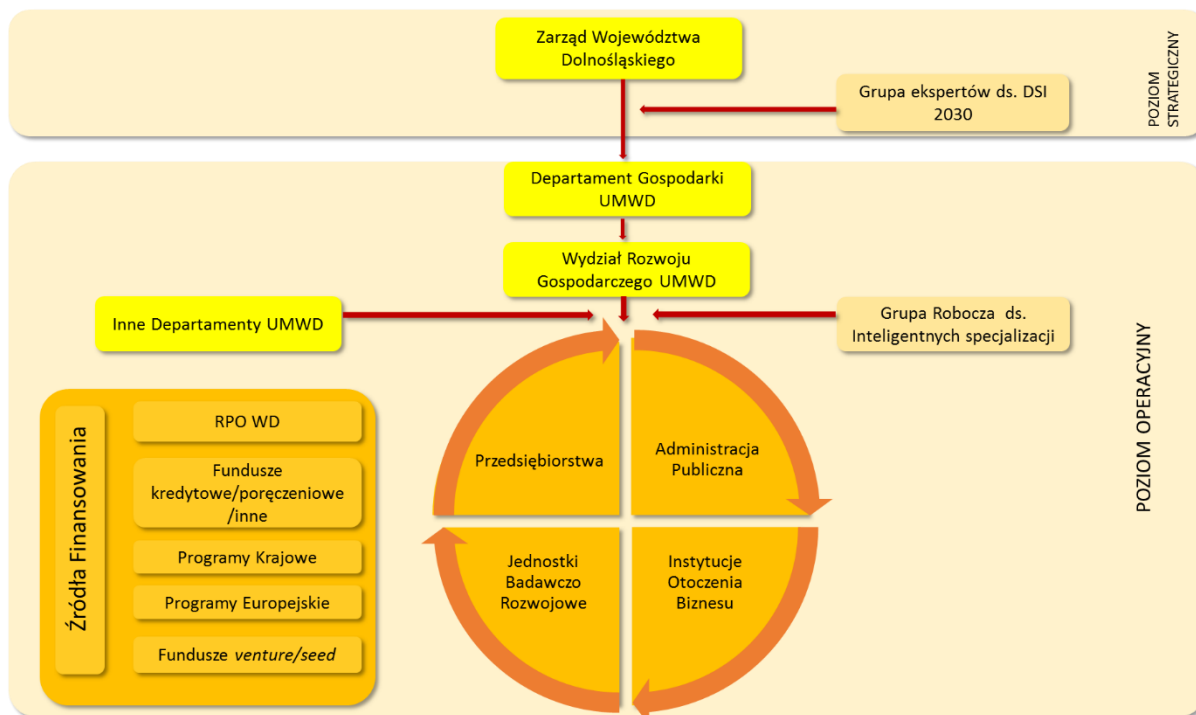 Zarząd Województwa
Dolnośląskiego
Grupa ekspertów ds. DSI
2030
POZIOM
STRATEGICZNY
Departament Gospodarki
UMWD
Wydział Rozwoju
Gospodarczego UMWD
Inne Departamenty UMWD
Grupa Robocza  ds.
Inteligentnych specjalizacji
POZIOM OPERACYJNY
Źródła Finansowania
RPO WD
Fundusze
kredytowe/poręczeniowe
/inne
Programy Krajowe
Programy Europejskie
Fundusze venture/seed
Przedsiębiorstwa
Administracja
Publiczna
Jednostki
Badawczo
Rozwojowe
Instytucje
Otoczenia
Biznesu